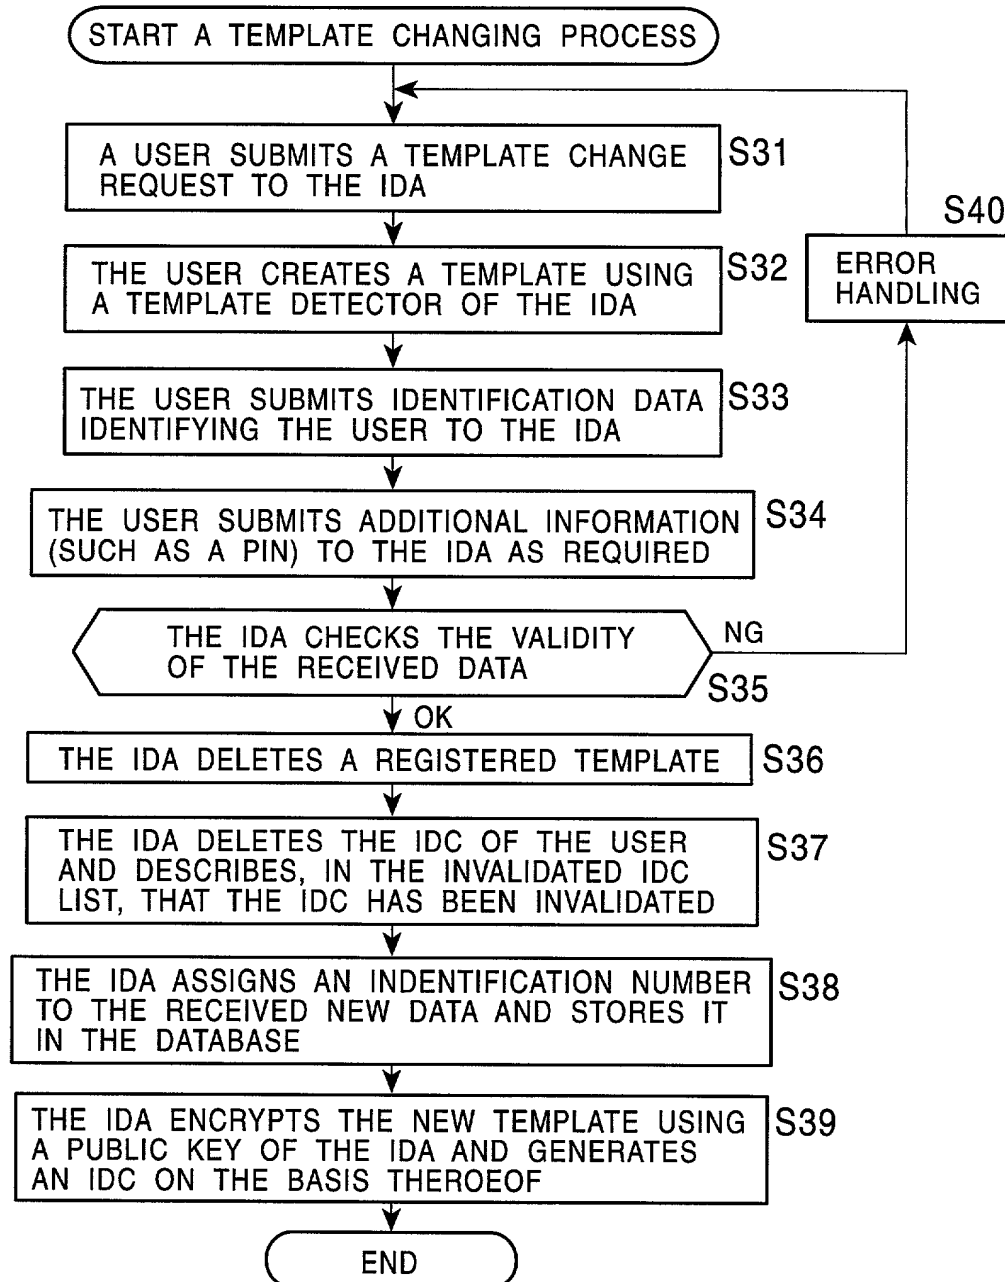 START A TEMPLATE CHANGING PROCESS
A USER SUBMITS A TEMPLATE CHANGE
REQUEST TO THE IDA
S31
THE USER CREATES A TEMPLATE USING
A TEMPLATE DETECTOR OF THE IDA
S32
S40
ERROR
HANDLING
THE USER SUBMITS IDENTIFICATION DATA
IDENTIFYING THE USER TO THE IDA
S33
THE USER SUBMITS ADDITIONAL INFORMATION
(SUCH AS A PIN) TO THE IDA AS REQUIRED
S34
THE IDA CHECKS THE VALIDITY
OF THE RECEIVED DATA
NG
S35
OK
THE IDA DELETES A REGISTERED TEMPLATE
S36
THE IDA DELETES THE IDC OF THE USER
AND DESCRIBES, IN THE INVALIDATED IDC
LIST, THAT THE IDC HAS BEEN INVALIDATED
S37
THE IDA ASSIGNS AN INDENTIFICATION NUMBER
TO THE RECEIVED NEW DATA AND STORES IT
IN THE DATABASE
S38
THE IDA ENCRYPTS THE NEW TEMPLATE USING
A PUBLIC KEY OF THE IDA AND GENERATES
AN IDC ON THE BASIS THEROEOF
S39
END